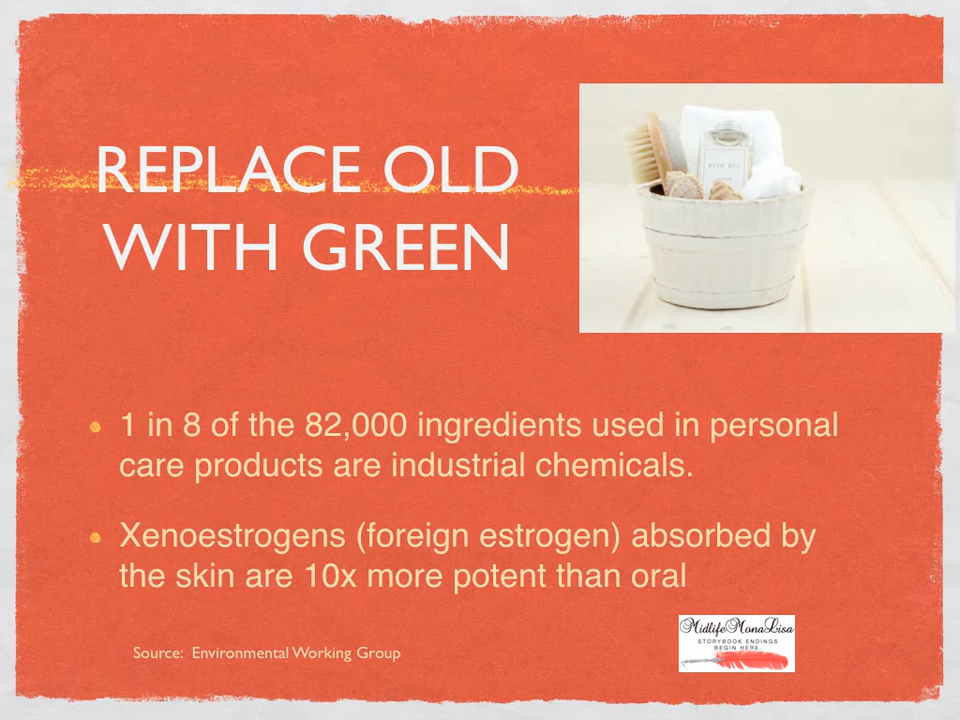 REPLACE OLD
WITH GREEN
BATH OIL
1 in 8 of the 82,000 ingredients used in personal
care products are industrial chemicals.
Xenoestrogens (foreign estrogen) absorbed by
the skin are 10x more potent than oral
Source: Environmental Working Group
MidlifeMonaLisa
STORYBOOK ENDINGS
BEGIN HERE.